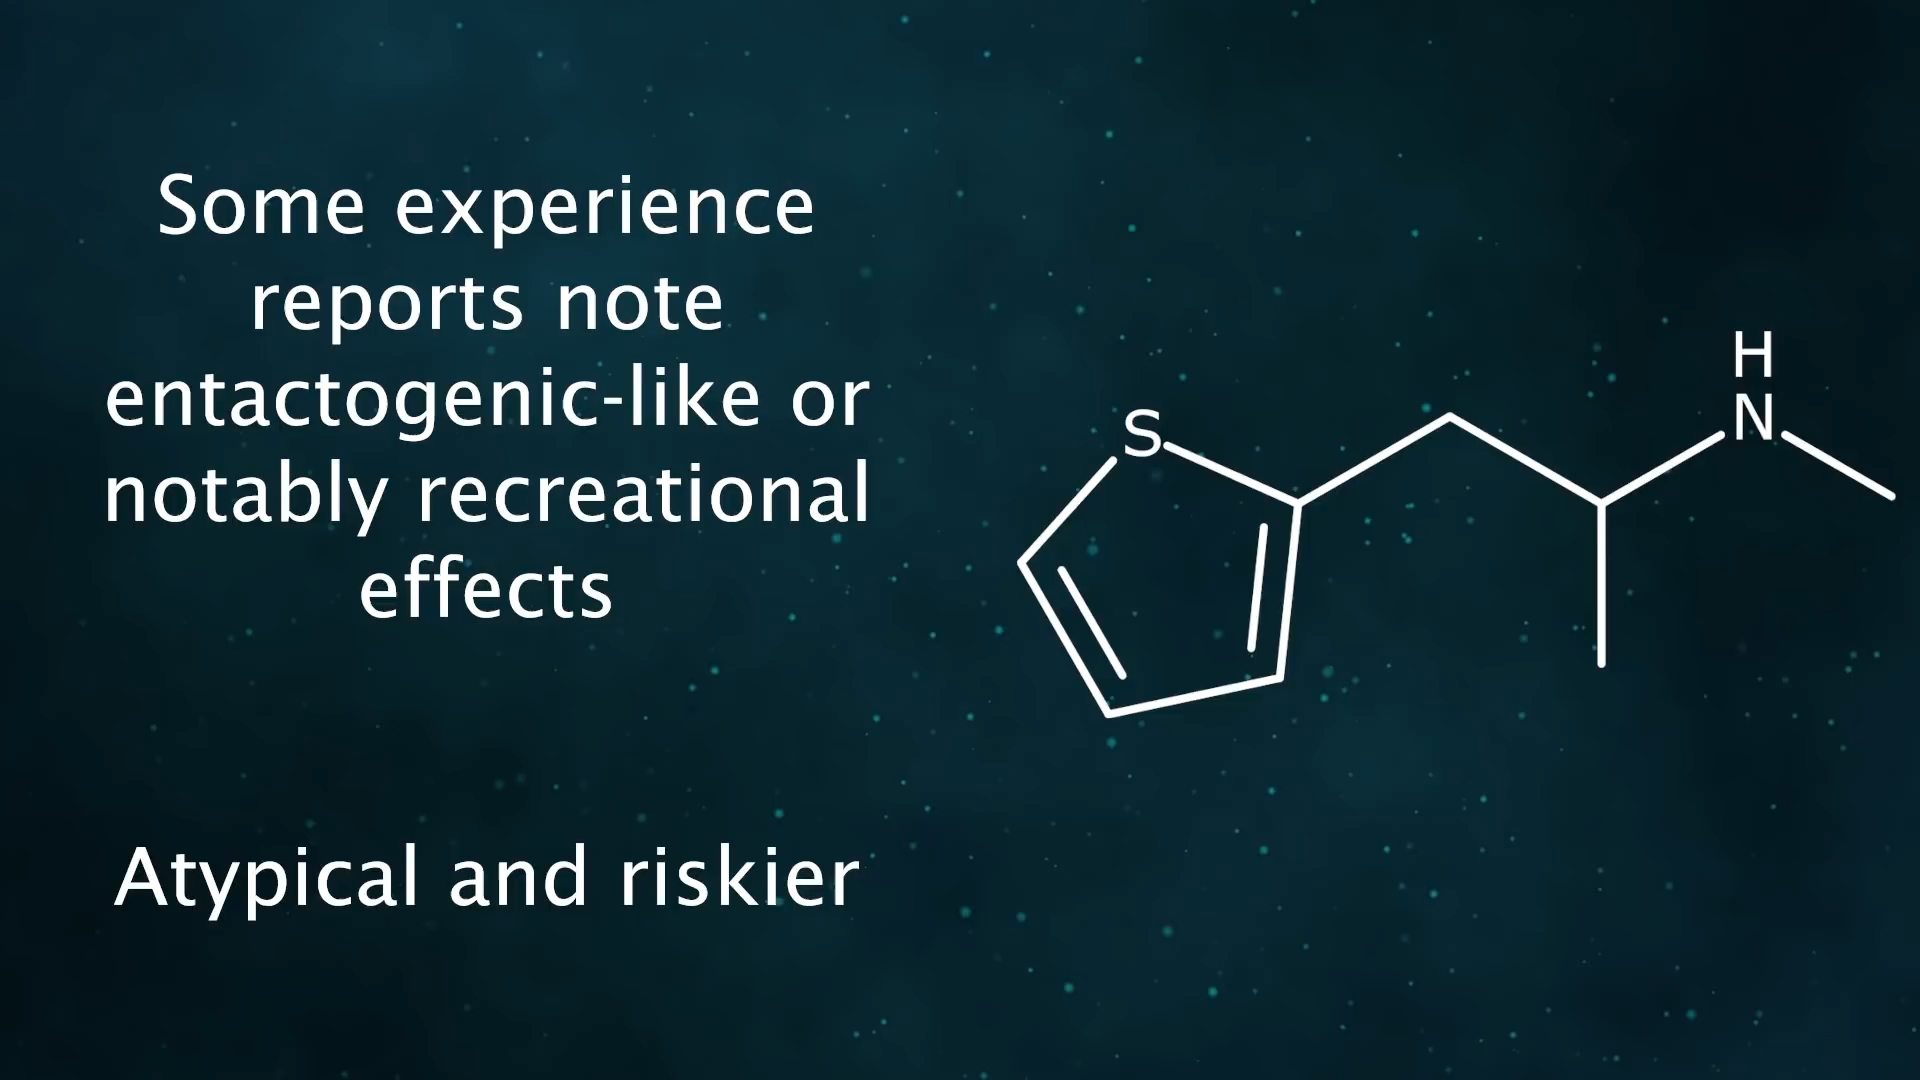 Some experience
reports note
entactogenic-like or
notably recreational
effects
Atypical and riskier
S
H
N